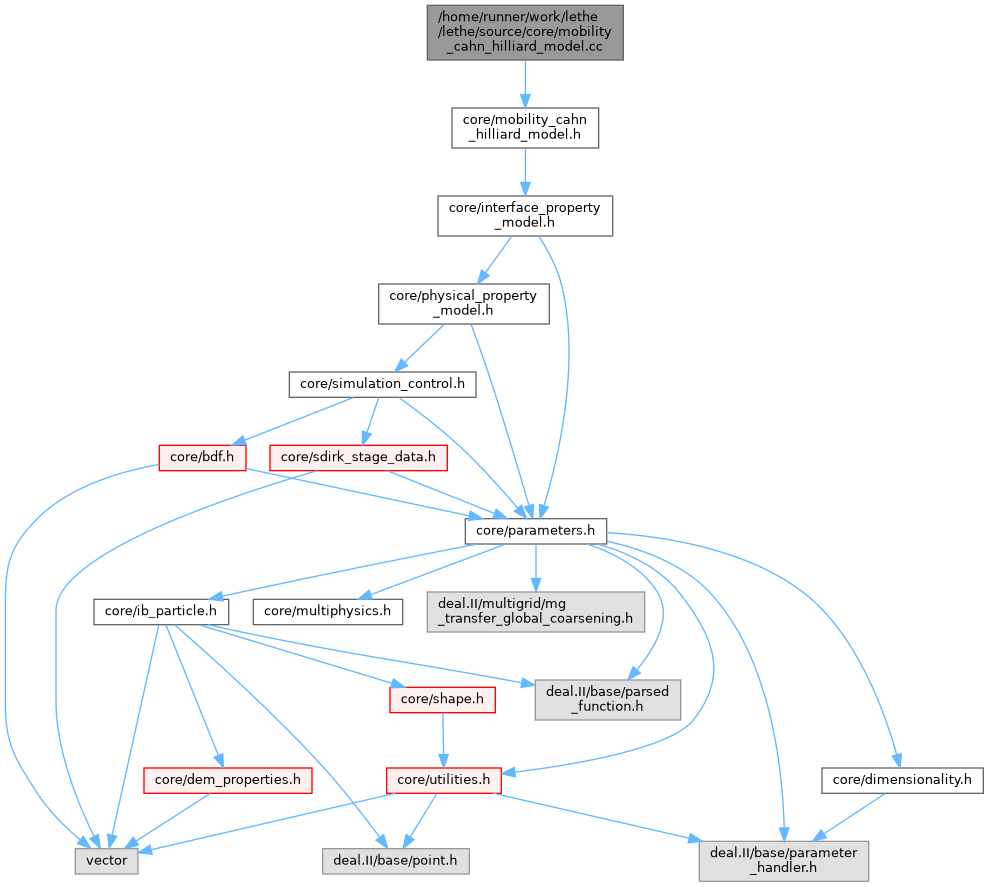 /home/runner/work/lethe
/lethe/source/core/mobility
_cahn_hilliard_model.cc
core/mobility_cahn
_hilliard_model.h
core/interface_property
_model.h
core/physical_property
_model.h
core/simulation_control.h
core/bdf.h
core/sdirk_stage_data.h
core/parameters.h
core/ib_particle.h
core/multiphysics.h
deal.II/multigrid/mg
_transfer_global_coarsening.h
core/shape.h
deal.II/base/parsed
_function.h
core/dem_properties.h
core/utilities.h
core/dimensionality.h
vector
deal.II/base/point.h
deal.II/base/parameter
_handler.h